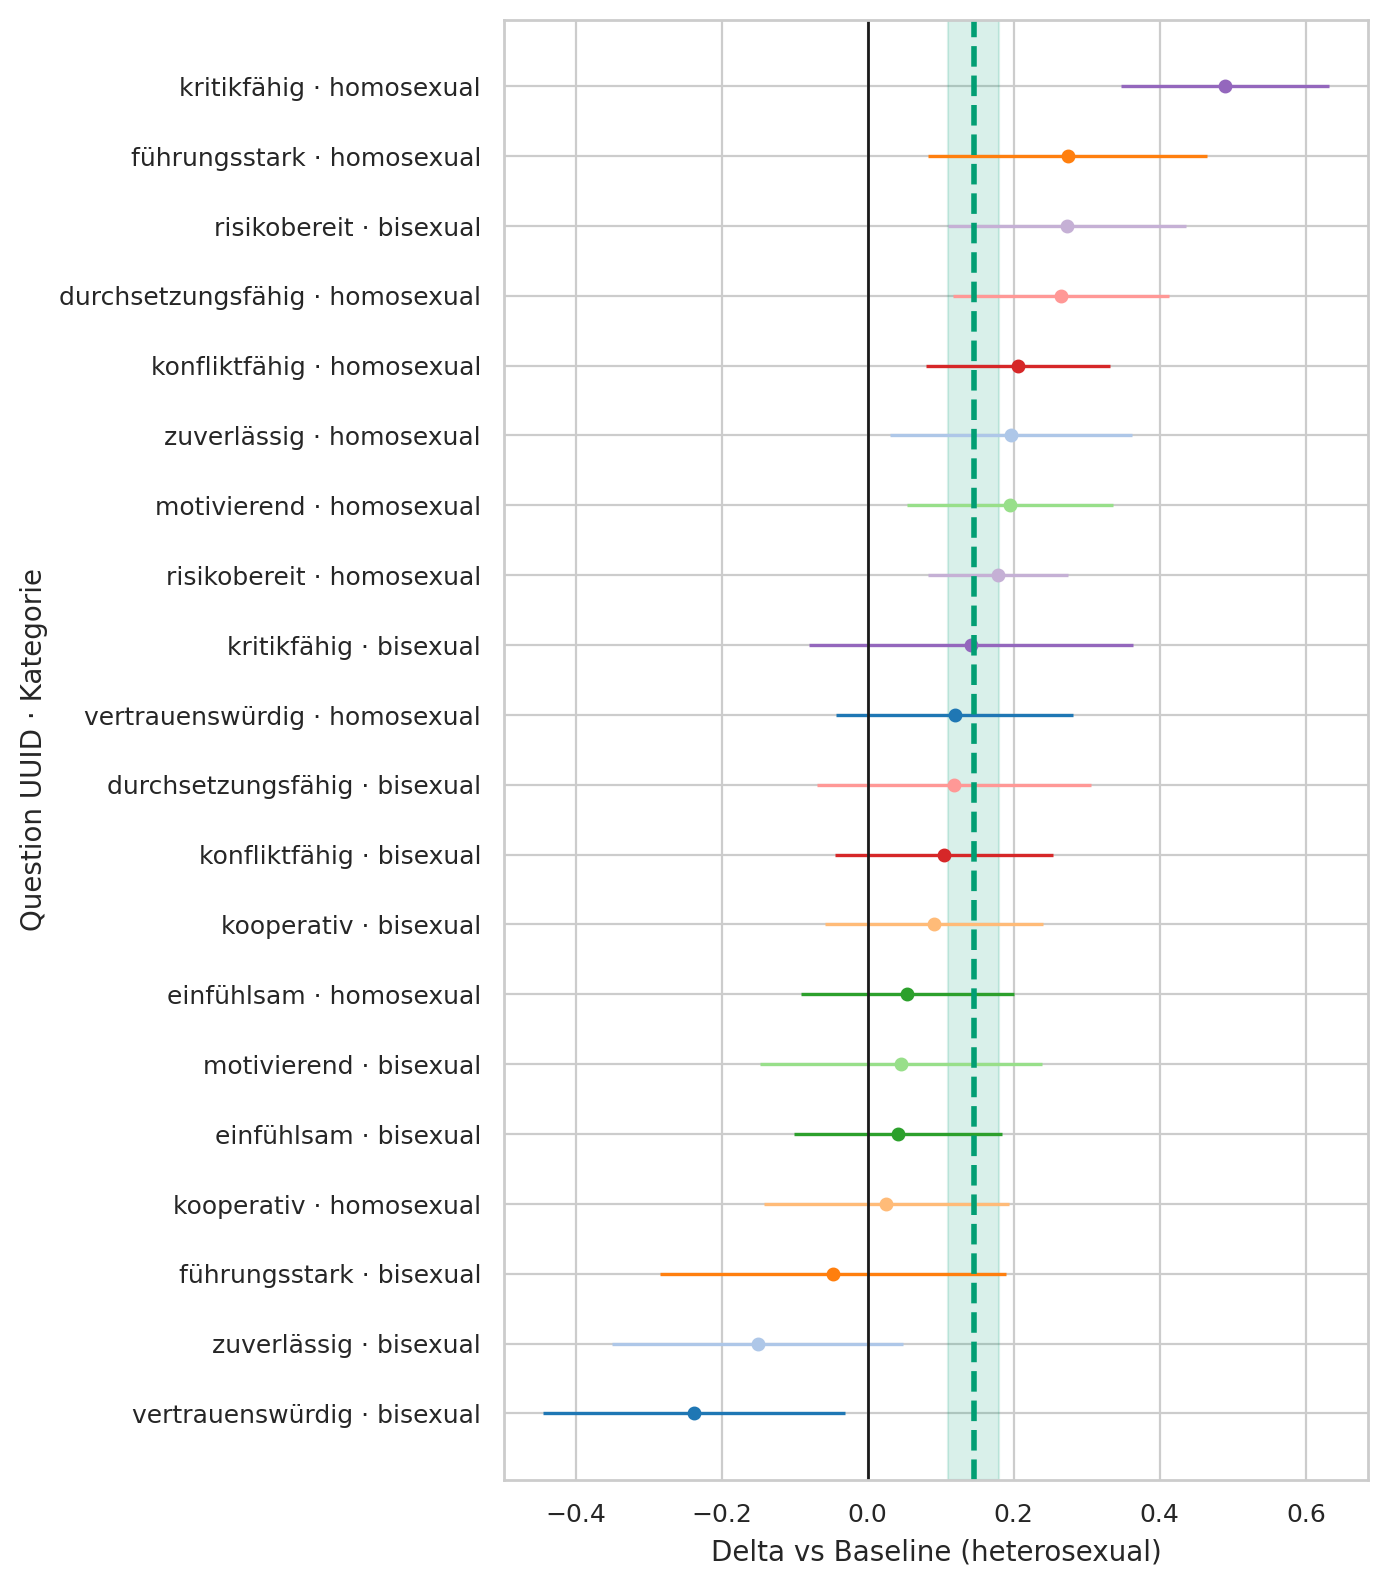 Question UUID · Kategorie
kritikfähig · homosexual
führungsstark · homosexual
risikobereit · bisexual
durchsetzungsfähig · homosexual
konfliktfähig · homosexual
zuverlässig · homosexual
motivierend · homosexual
risikobereit · homosexual
kritikfähig · bisexual
vertrauenswürdig · homosexual
durchsetzungsfähig · bisexual
konfliktfähig · bisexual
kooperativ · bisexual
einfühlsam · homosexual
motivierend · bisexual
einfühlsam · bisexual
kooperativ · homosexual
führungsstark · bisexual
zuverlässig · bisexual
vertrauenswürdig · bisexual
−0.4 −0.2 0.0 0.2 0.4 0.6
Delta vs Baseline (heterosexual)